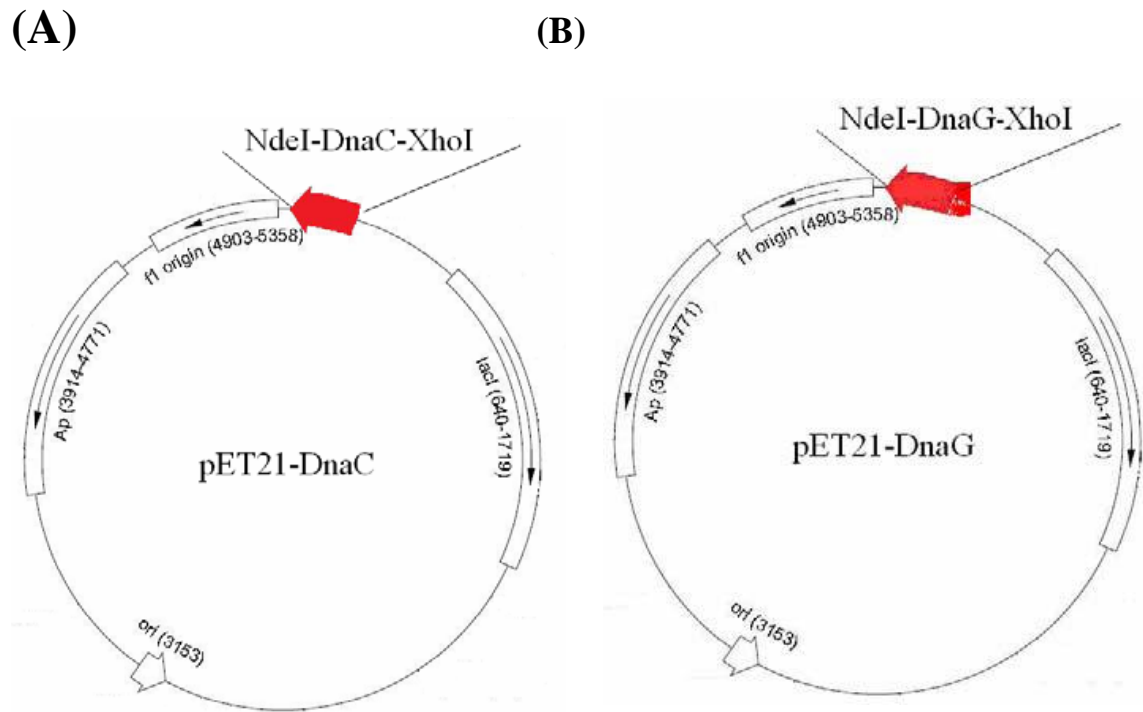 (A)
(B)
NdeI-DnaC-XhoI
f1 origin (4903-5358)
Ap (3914-4771)
lacI (640-1719)
pET21-DnaC
ori (3153)
NdeI-DnaG-XhoI
f1 origin (4903-5358)
Ap (3914-4771)
lacI (640-1719)
pET21-DnaG
ori (3153)